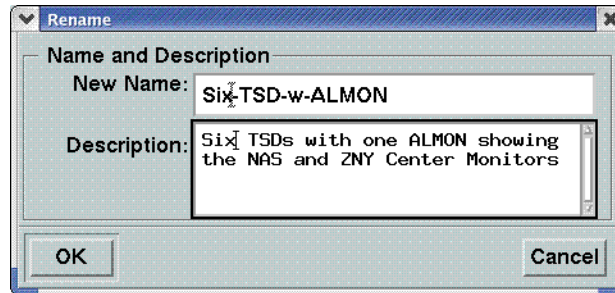 Rename
Name and Description
New Name: Six-TSD-w-ALMON
Description: Six TSDs with one ALMON showing
the NAS and ZNY Center Monitors
OK Cancel